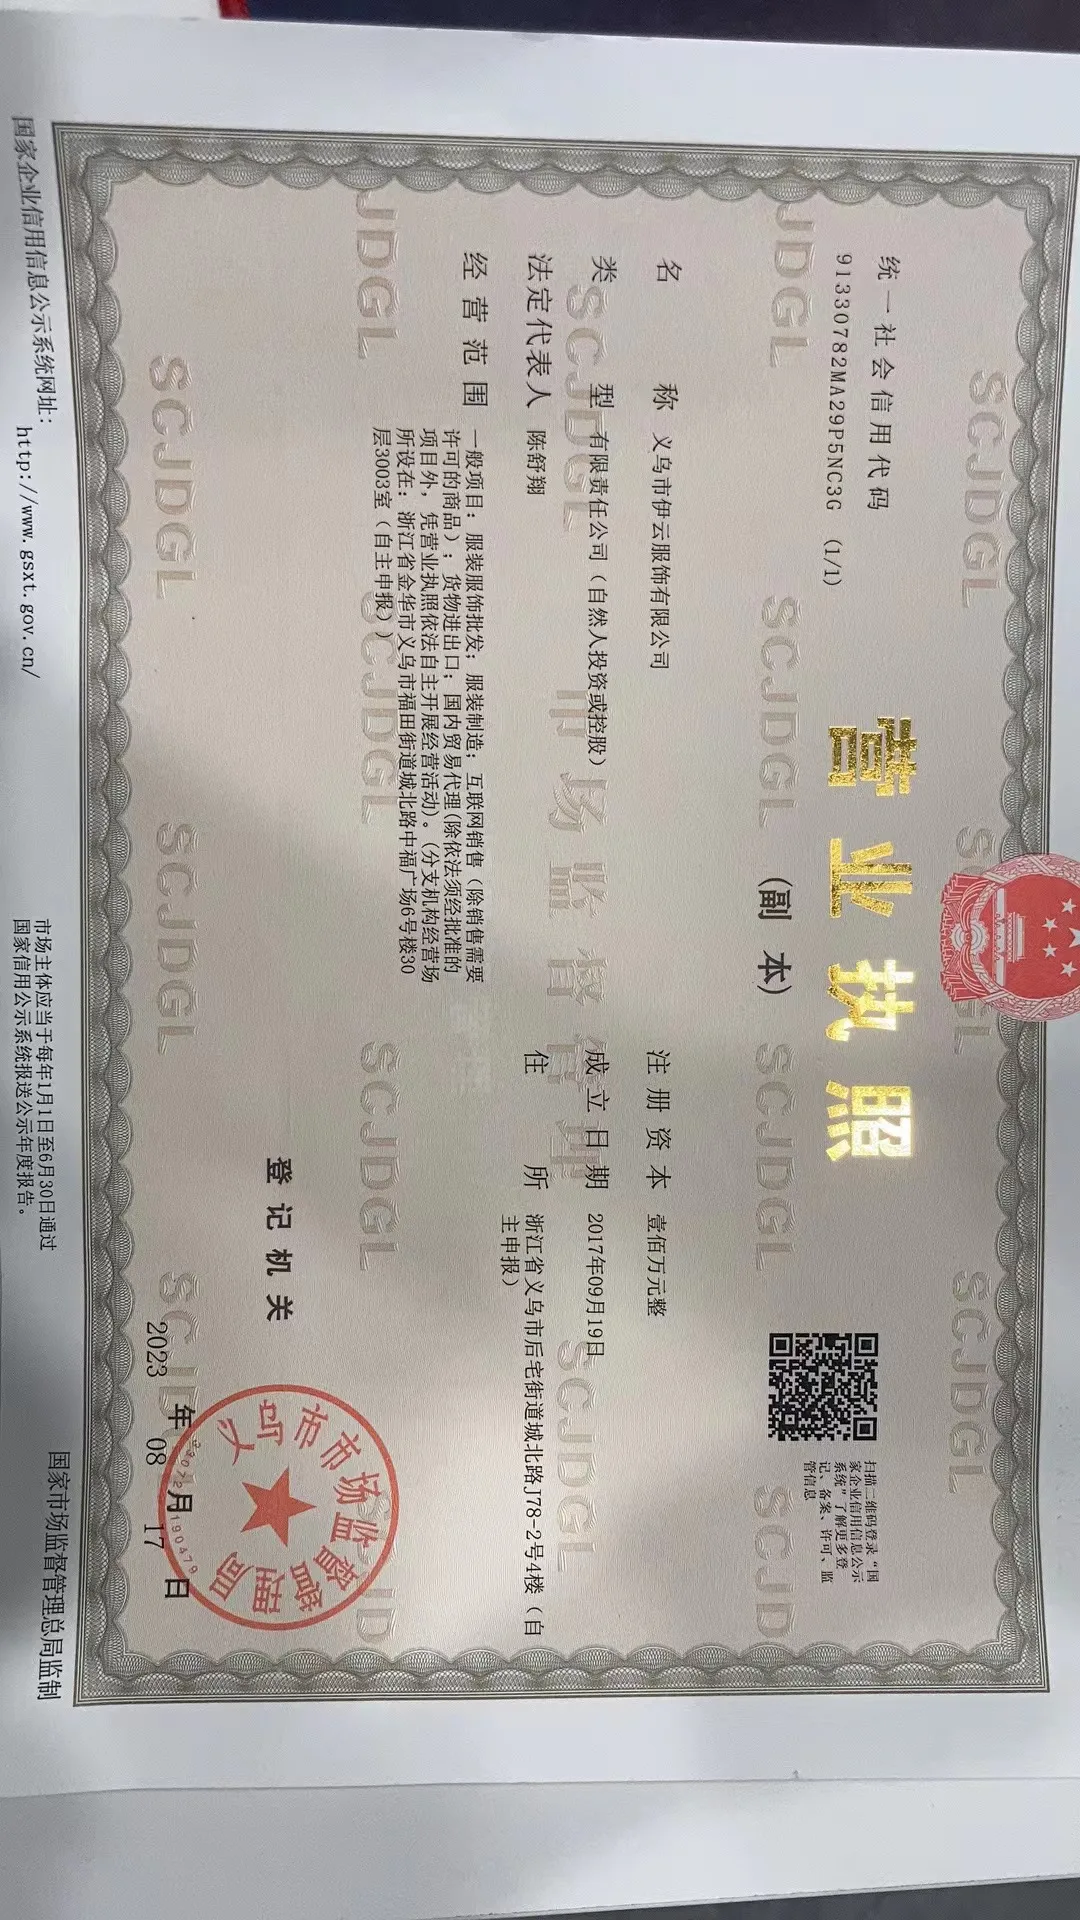 营业执照
(副 本)
统一社会信用代码
91330782MA29P5NC3G (1/1)
扫描二维码登录“国
家企业信用信息公示
系统”了解更多登
记、备案、许可、监
管信息
名 称 义乌市伊云服饰有限公司
类 型 有限责任公司（自然人投资或控股）
法定代表人 陈舒翔
经营范围 一般项目：服装服饰批发；服装制造；互联网销售（除销售需要
许可的商品）；货物进出口；国内贸易代理(除依法须经批准的
项目外，凭营业执照依法自主开展经营活动)。(分支机构经营场
所设在：浙江省金华市义乌市福田街道城北路中福广场6号楼30
层3003室（自主申报）)
注册资本 壹佰万元整
成立日期 2017年09月19日
住 所 浙江省义乌市后宅街道城北路J78-2号4楼（自
主申报）
登记机关
义乌市市场监督管理局
2023 年 08 月 17 日
SCJDGL
市场监督管理
国家企业信用信息公示系统网址：
http://www.gsxt.gov.cn/
市场主体应当于每年1月1日至6月30日通过
国家信用公示系统报送公示年度报告。
国家市场监督管理总局监制